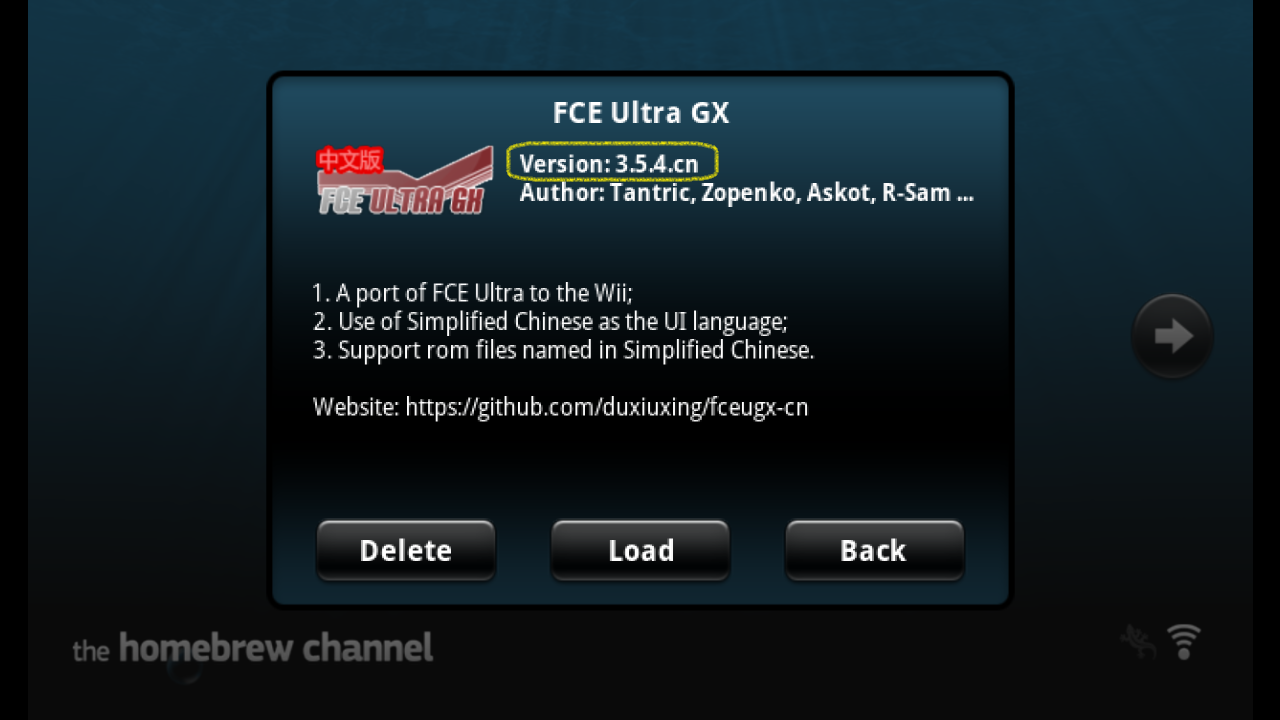 FCE Ultra GX
中文版
FCE ULTRA GX
Version: 3.5.4.cn
Author: Tantric, Zopenko, Askot, R-Sam ...
1. A port of FCE Ultra to the Wii;
2. Use of Simplified Chinese as the UI language;
3. Support rom files named in Simplified Chinese.
Website: https://github.com/duxiuxing/fceugx-cn
Delete Load Back
the homebrew channel